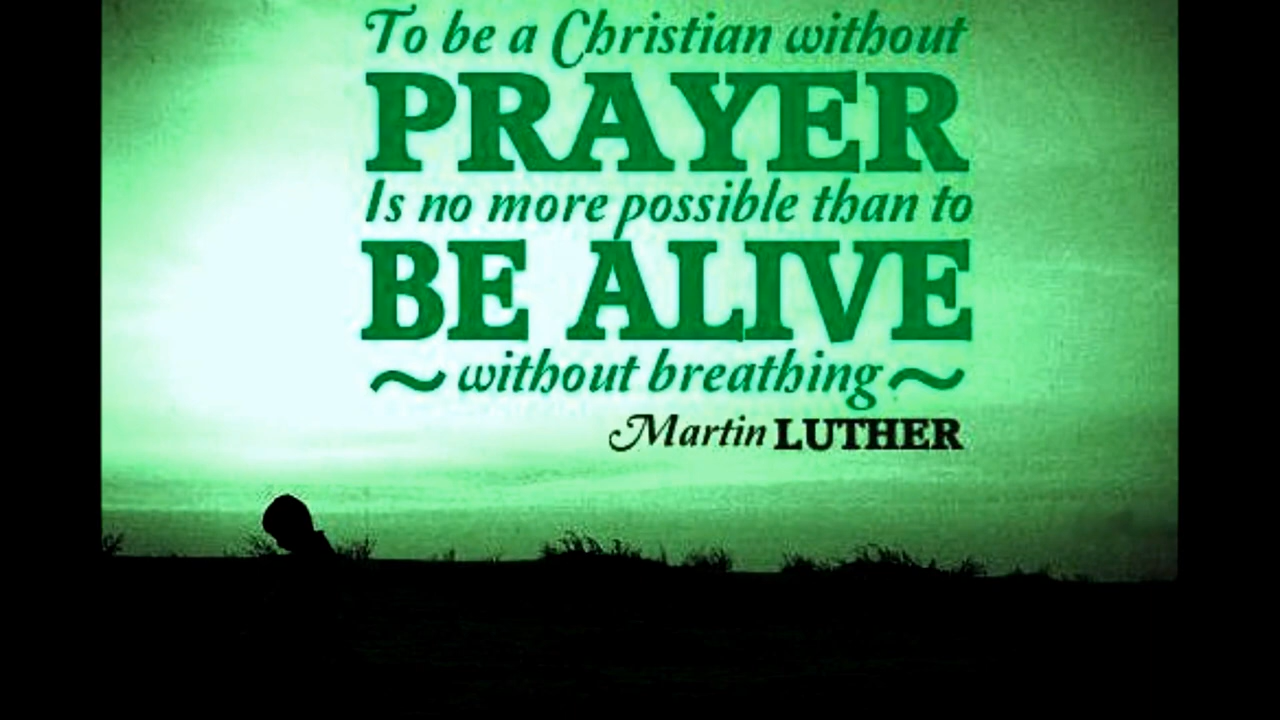 To be a Christian without
PRAYER
Is no more possible than to
BE ALIVE
~ without breathing ~
Martin LUTHER